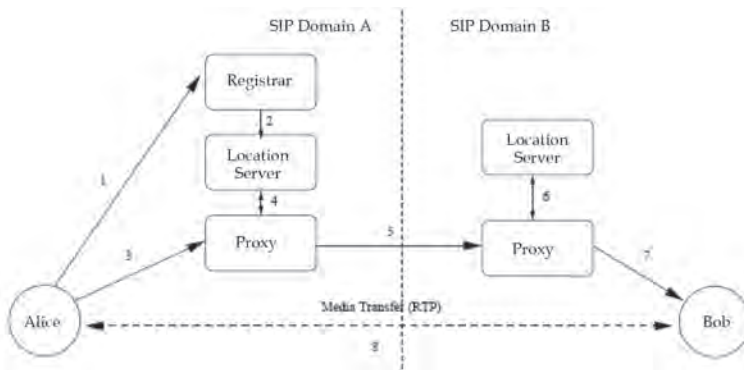 SIP Domain A
SIP Domain B
Registrar
2
Location
Server
Location
Server
1
4
6
3
Proxy
5
Proxy
7
Alice
Media Transfer (RTP)
Bob
8